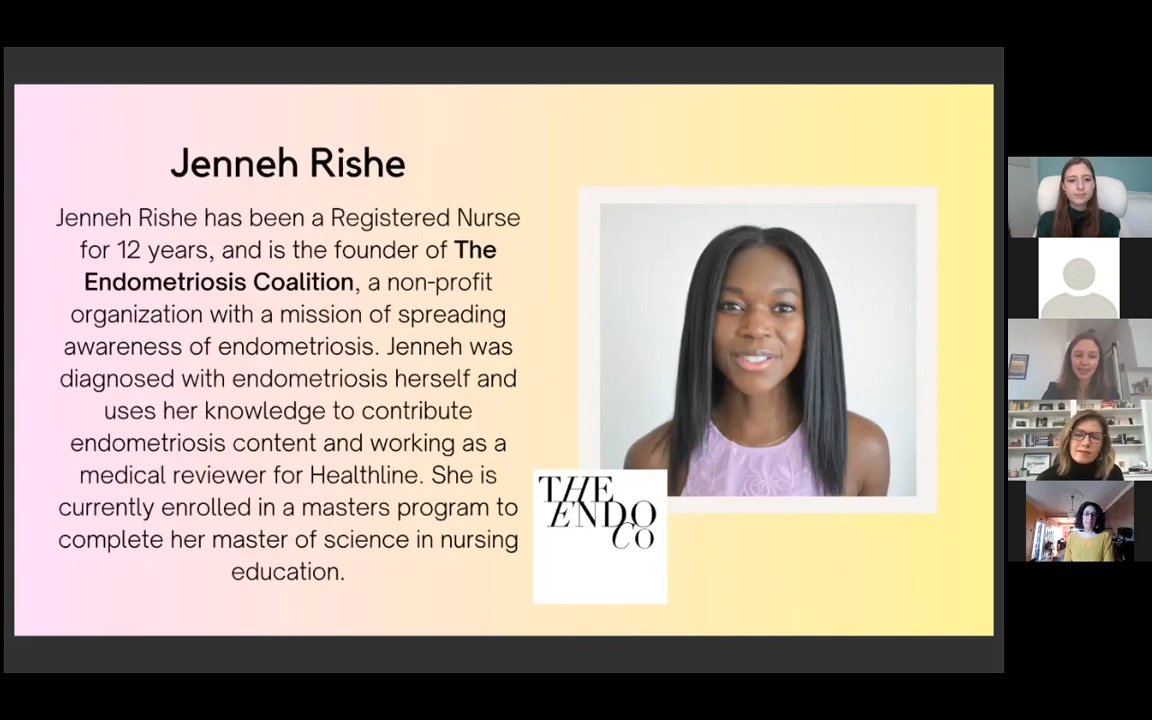 Jenneh Rishe
Jenneh Rishe has been a Registered Nurse
for 12 years, and is the founder of The
Endometriosis Coalition, a non-profit
organization with a mission of spreading
awareness of endometriosis. Jenneh was
diagnosed with endometriosis herself and
uses her knowledge to contribute
endometriosis content and working as a
medical reviewer for Healthline. She is
currently enrolled in a masters program to
complete her master of science in nursing
education.
THE
ENDO
CO